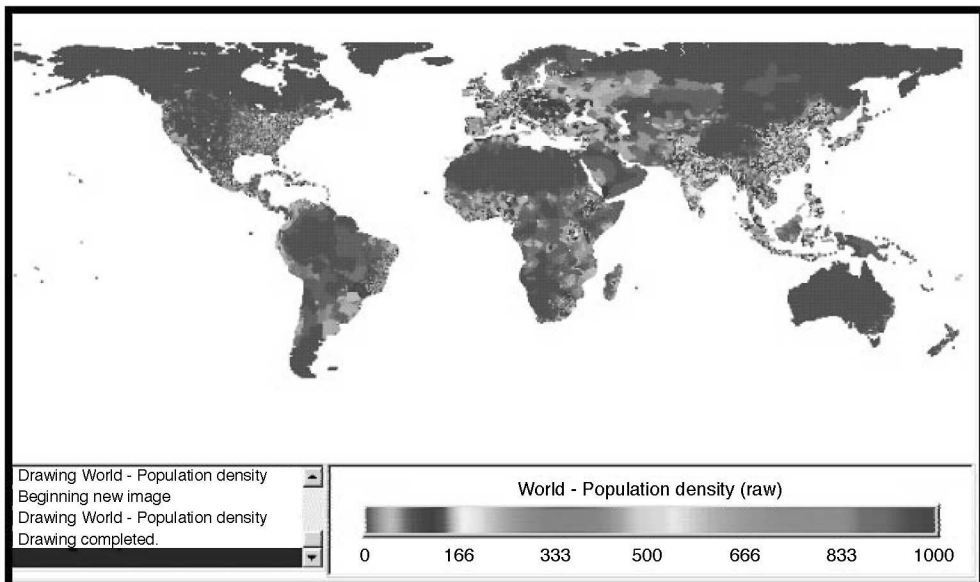 Drawing World - Population density
Beginning new image
Drawing World - Population density
Drawing completed.
World - Population density (raw)
0 166 333 500 666 833 1000